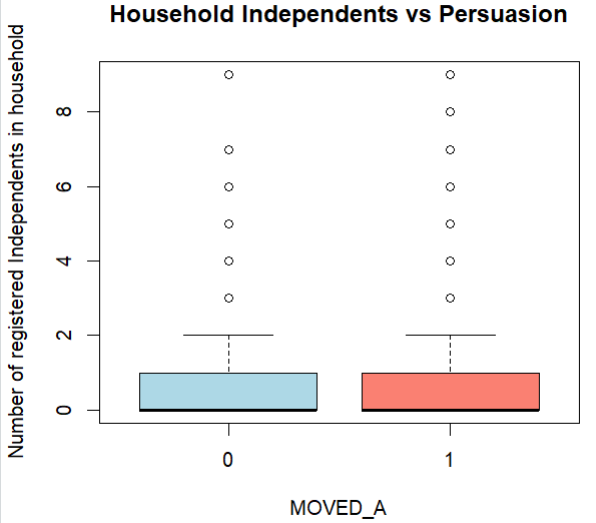 Household Independents vs Persuasion
Number of registered Independents in household
8
6
4
2
0
0 1
MOVED_A